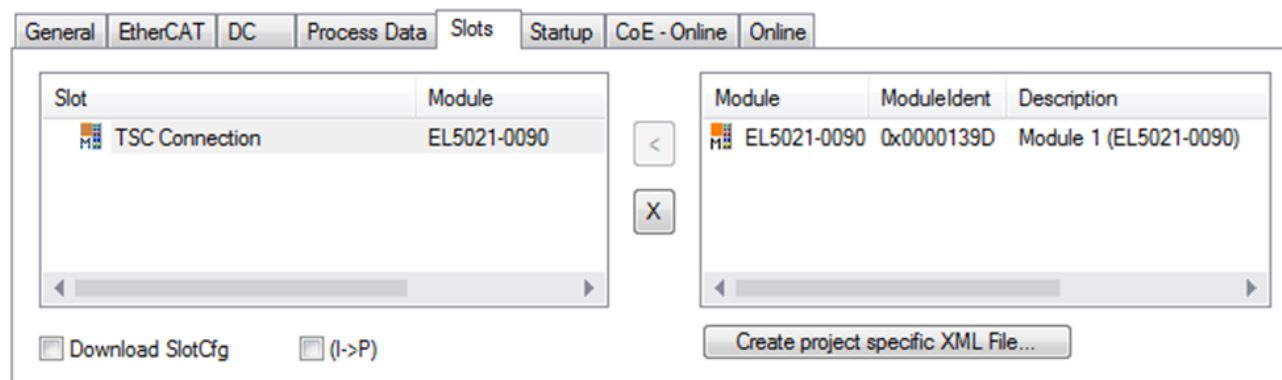 General EtherCAT DC Process Data Slots Startup CoE - Online Online
Slot Module Module ModuleIdent Description
M TSC Connection EL5021-0090 < M EL5021-0090 0x0000139D Module 1 (EL5021-0090)
X
Download SlotCfg (I->P) Create project specific XML File...